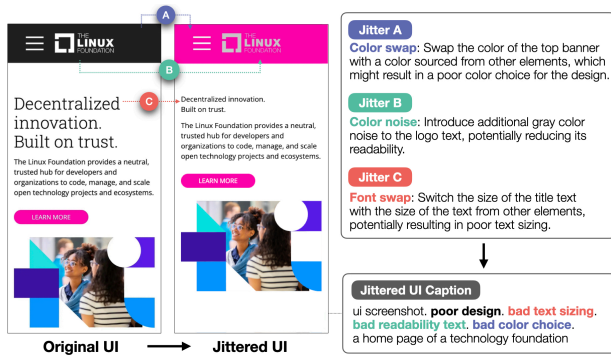 A
THE
LINUX
FOUNDATION
THE
LINUX
FOUNDATION
B
Decentralized
innovation.
Built on trust.
C
Decentralized innovation.
Built on trust.
The Linux Foundation provides a neutral,
trusted hub for developers and
organizations to code, manage, and scale
open technology projects and ecosystems.
LEARN MORE
The Linux Foundation provides a neutral,
trusted hub for developers and
organizations to code, manage, and scale
open technology projects and ecosystems.
LEARN MORE
Original UI
Jittered UI
Jitter A
Color swap: Swap the color of the top banner
with a color sourced from other elements, which
might result in a poor color choice for the design.
Jitter B
Color noise: Introduce additional gray color
noise to the logo text, potentially reducing its
readability.
Jitter C
Font swap: Switch the size of the title text
with the size of the text from other elements,
potentially resulting in poor text sizing.
Jittered UI Caption
ui screenshot. poor design. bad text sizing.
bad readability text. bad color choice.
a home page of a technology foundation